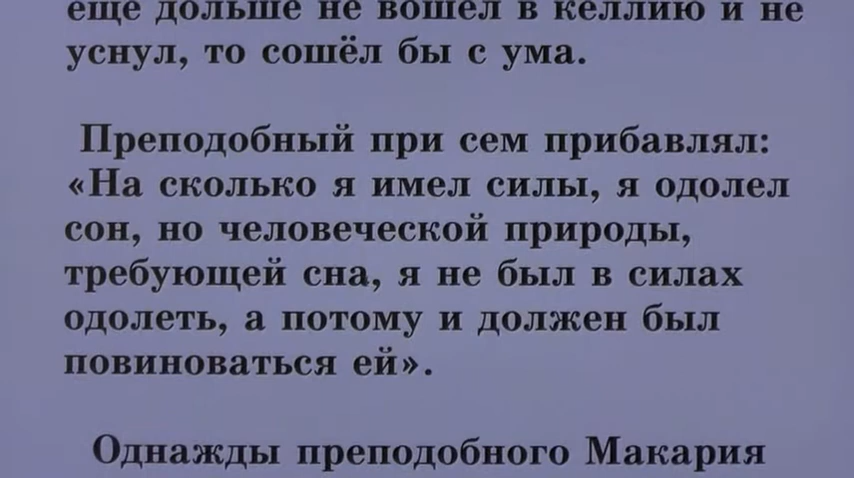 еще дольше не вошел в келлию и не
уснул, то сошёл бы с ума.
Преподобный при сем прибавлял:
«На сколько я имел силы, я одолел
сон, но человеческой природы,
требующей сна, я не был в силах
одолеть, а потому и должен был
повиноваться ей».
Однажды преподобного Макария